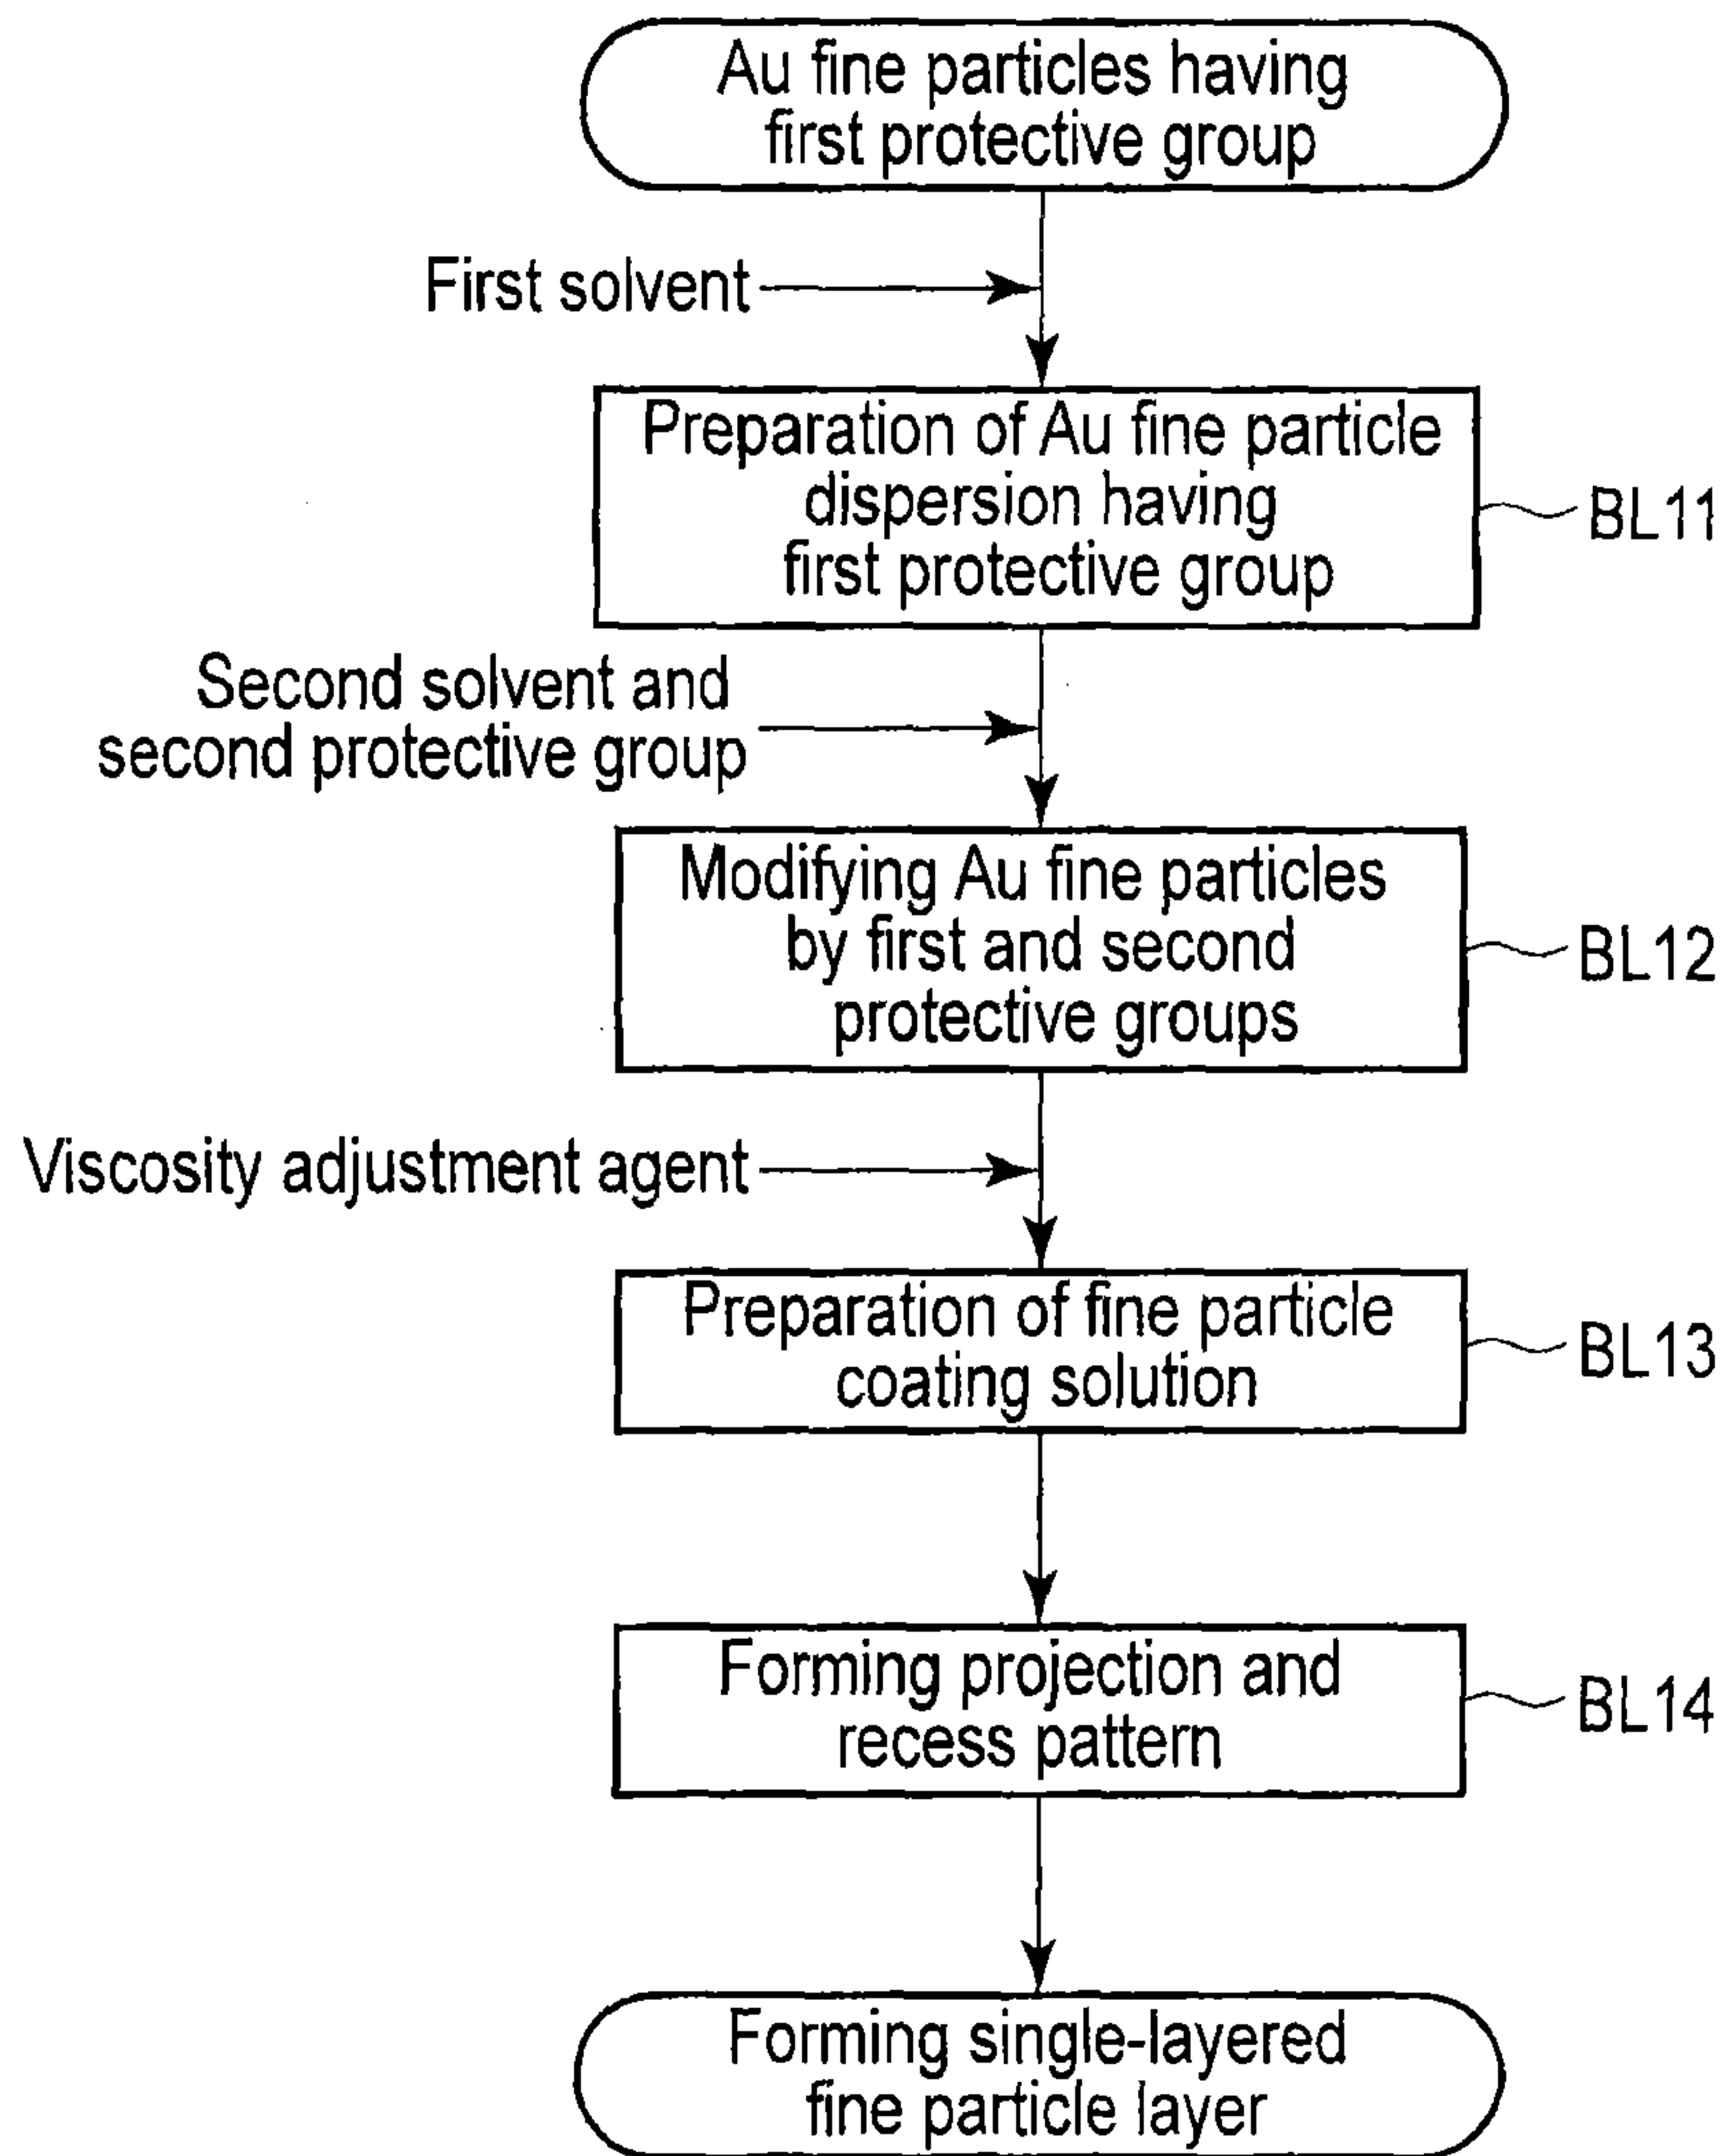 Au fine particles having
first protective group
First solvent
Preparation of Au fine particle
dispersion having
first protective group
BL11
Second solvent and
second protective group
Modifying Au fine particles
by first and second
protective groups
BL12
Viscosity adjustment agent
Preparation of fine particle
coating solution
BL13
Forming projection and
recess pattern
BL14
Forming single-layered
fine particle layer